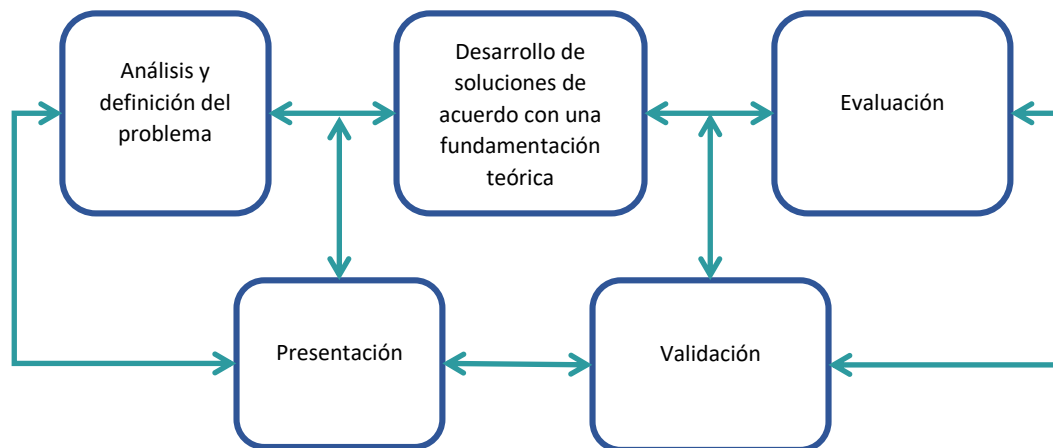 Análisis y
definición del
problema
Desarrollo de
soluciones de
acuerdo con una
fundamentación
teórica
Evaluación
Presentación
Validación